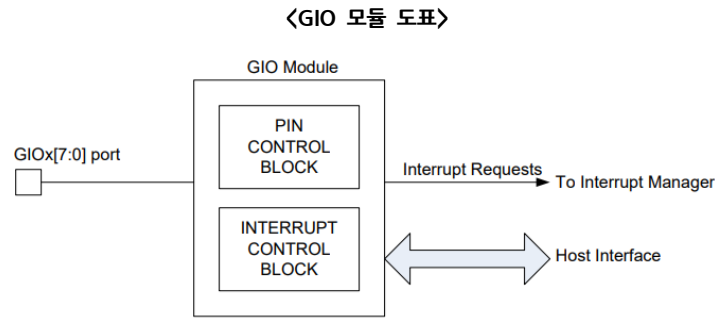 <GIO 모듈 도표>
GIO Module
PIN
CONTROL
BLOCK
GIOx[7:0] port
Interrupt Requests
To Interrupt Manager
INTERRUPT
CONTROL
BLOCK
Host Interface